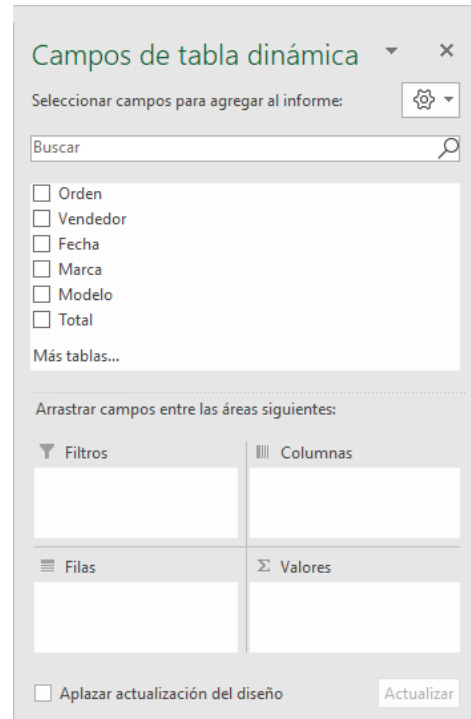 Campos de tabla dinámica
Seleccionar campos para agregar al informe:
Buscar
Orden
Vendedor
Fecha
Marca
Modelo
Total
Más tablas...
Arrastrar campos entre las áreas siguientes:
Filtros
Columnas
Filas
Σ Valores
Aplazar actualización del diseño
Actualizar